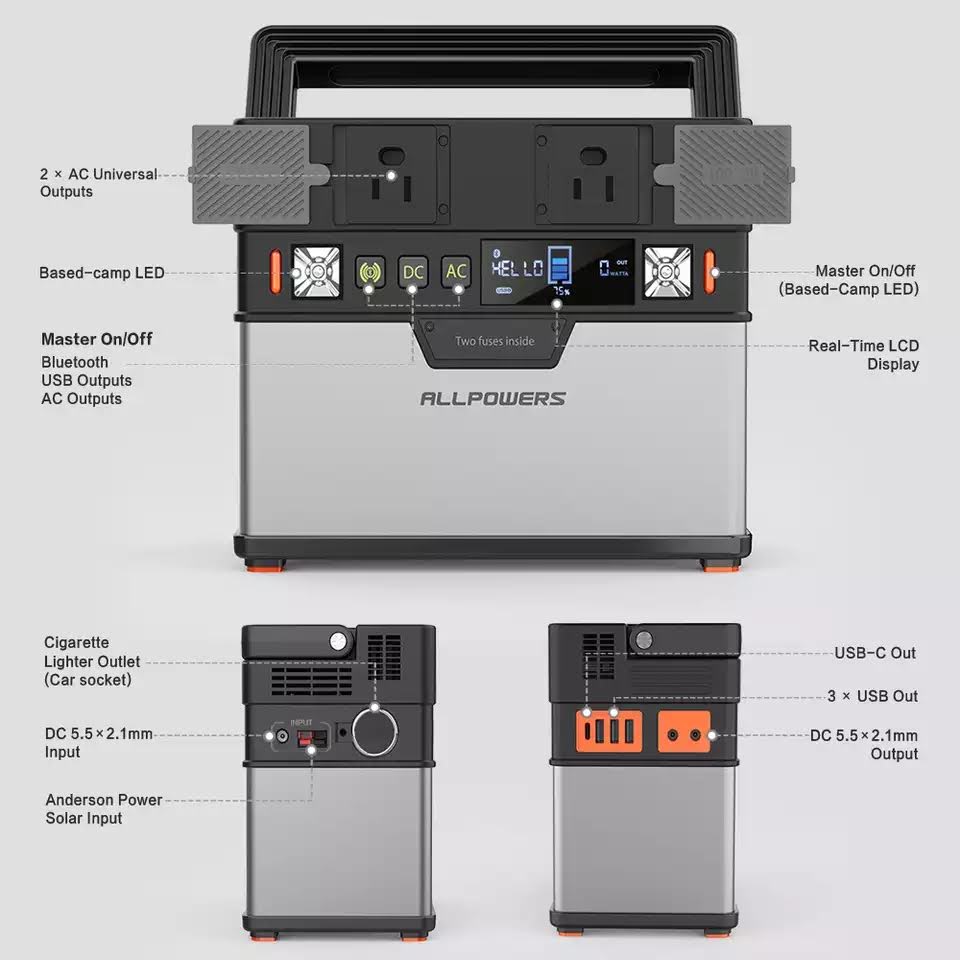 2 × AC Universal
Outputs
Based-camp LED
DC
AC
HELLO
75%
0
OUT
WATTA
USB
Master On/Off
(Based-Camp LED)
Master On/Off
Bluetooth
USB Outputs
AC Outputs
Two fuses inside
Real-Time LCD
Display
ALLPOWERS
Cigarette
Lighter Outlet
(Car socket)
INPUT
DC 5.5×2.1mm
Input
Anderson Power
Solar Input
USB-C Out
3 × USB Out
DC 5.5×2.1mm
Output